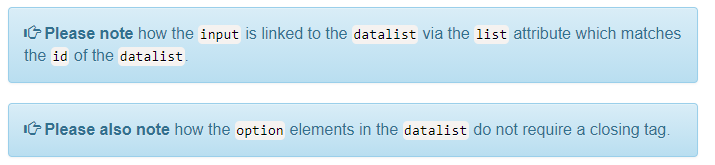 Please note how the input is linked to the datalist via the list attribute which matches
the id of the datalist.
Please also note how the option elements in the datalist do not require a closing tag.